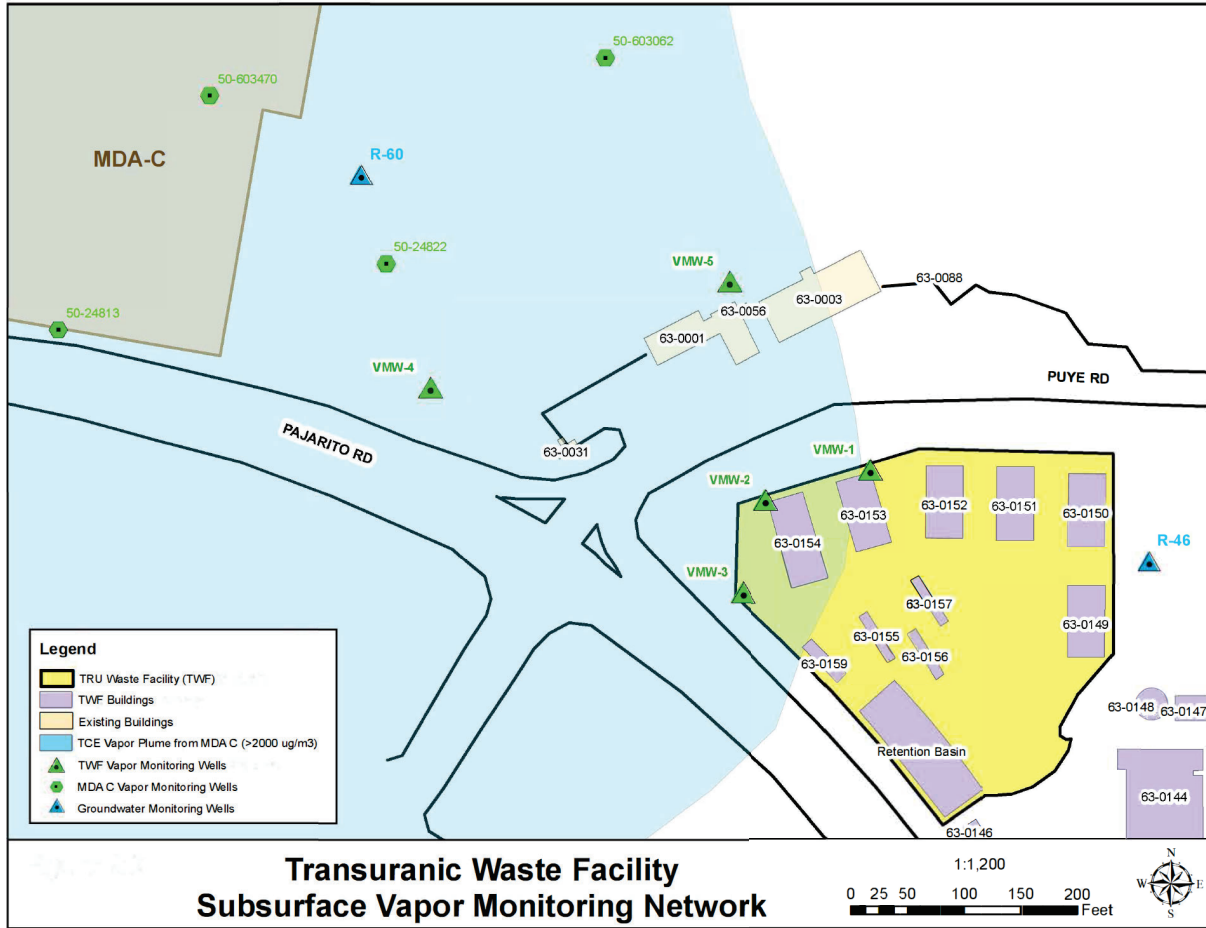 50-603062
50-603470
MDA-C
R-60
50-24822
VMW-5
63-0088
63-0003
63-0056
50-24813
63-0001
VMW-4
PUYE RD
PAJARITO RD
63-0031
VMW-1
VMW-2
63-0153
63-0152
63-0151
63-0150
63-0154
R-46
VMW-3
63-0157
63-0149
63-0155
63-0156
63-0159
63-0148
63-0147
Retention Basin
63-0144
63-0146
Legend
TRU Waste Facility (TWF)
TWF Buildings
Existing Buildings
TCE Vapor Plume from MDA C (>2000 ug/m3)
TWF Vapor Monitoring Wells
MDA C Vapor Monitoring Wells
Groundwater Monitoring Wells
Transuranic Waste Facility
Subsurface Vapor Monitoring Network
1:1,200
0 25 50 100 150 200
Feet
N
W E
S